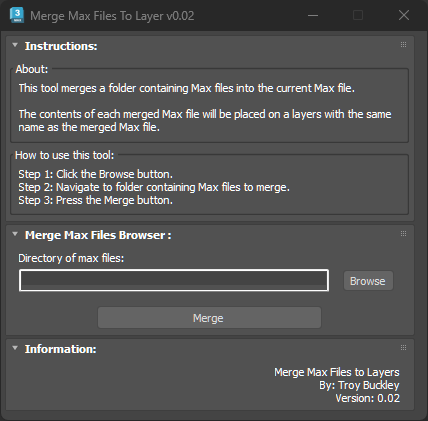 3
Merge Max Files To Layer v0.02
Instructions:
About:
This tool merges a folder containing Max files into the current Max file.
The contents of each merged Max file will be placed on a layers with the same
name as the merged Max file.
How to use this tool:
Step 1: Click the Browse button.
Step 2: Navigate to folder containing Max files to merge.
Step 3: Press the Merge button.
Merge Max Files Browser :
Directory of max files:
Browse
Merge
Information:
Merge Max Files to Layers
By: Troy Buckley
Version: 0.02